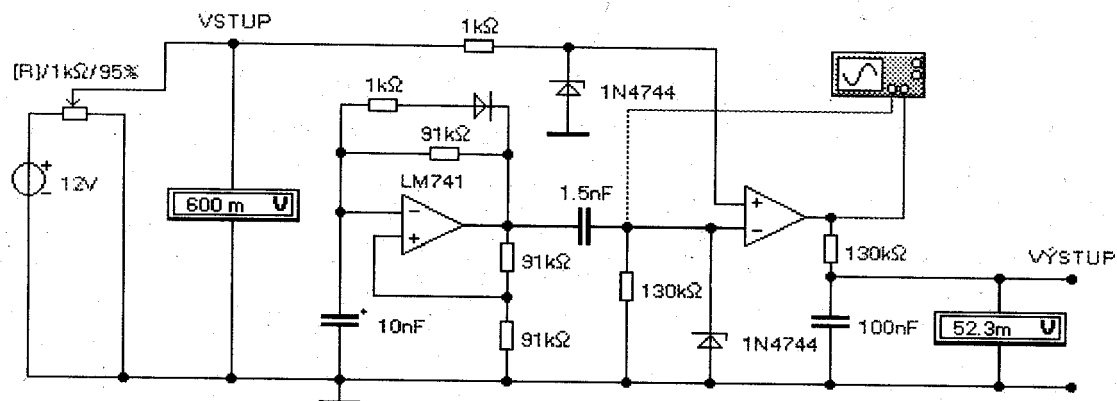 VSTUP
1kΩ
[R]/1kΩ/95%
1kΩ
1N4744
91kΩ
12V
LM741
1.5nF
600 m V
91kΩ
130kΩ
VÝSTUP
130kΩ
10nF
100nF
52.3m V
91kΩ
1N4744